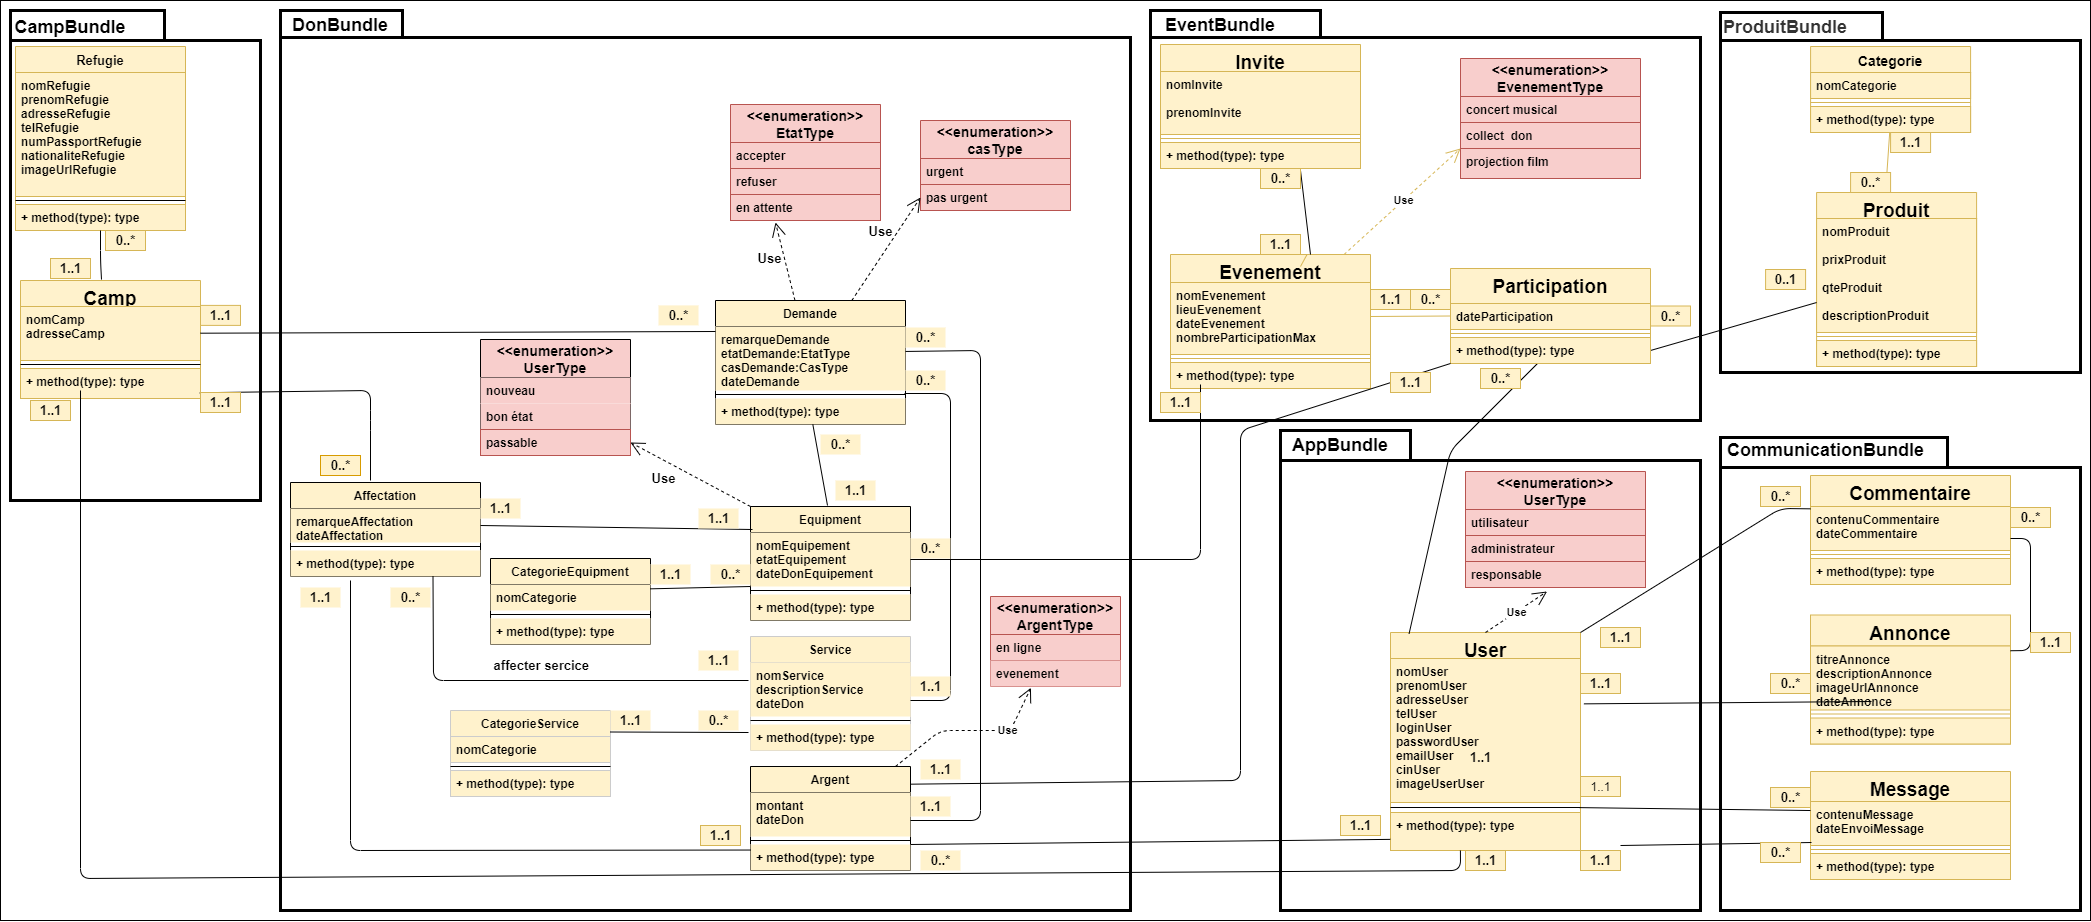 CampBundle
Refugie
nomRefugie
prenomRefugie
adresseRefugie
telRefugie
numPassportRefugie
nationaliteRefugie
imageUrlRefugie
+ method(type): type
0..*
1..1
Camp
nomCamp
adresseCamp
+ method(type): type
1..1
1..1
1..1
DonBundle
<<enumeration>>
EtatType
accepter
refuser
en attente
<<enumeration>>
casType
urgent
pas urgent
Use
Use
0..*
Demande
remarqueDemande
etatDemande:EtatType
casDemande:CasType
dateDemande
+ method(type): type
0..*
0..*
0..*
<<enumeration>>
UserType
nouveau
bon état
passable
Use
0..*
Affectation
remarqueAffectation
dateAffectation
+ method(type): type
1..1
1..1
0..*
1..1
1..1
Equipment
nomEquipement
etatEquipement
dateDonEquipement
+ method(type): type
0..*
CategorieEquipment
nomCategorie
+ method(type): type
1..1
0..*
affecter sercice
1..1
Service
nomService
descriptionService
dateDon
+ method(type): type
1..1
CategorieService
nomCategorie
+ method(type): type
1..1
0..*
<<enumeration>>
ArgentType
en ligne
evenement
Use
Argent
montant
dateDon
+ method(type): type
1..1
1..1
1..1
0..*
EventBundle
Invite
nomInvite
prenomInvite
+ method(type): type
0..*
<<enumeration>>
EvenementType
concert musical
collect don
projection film
Use
1..1
Evenement
nomEvenement
lieuEvenement
dateEvenement
nombreParticipationMax
+ method(type): type
1..1
1..1
0..*
Participation
dateParticipation
+ method(type): type
0..*
1..1
0..*
ProduitBundle
Categorie
nomCategorie
+ method(type): type
1..1
0..*
Produit
nomProduit
prixProduit
qteProduit
descriptionProduit
+ method(type): type
0..1
AppBundle
<<enumeration>>
UserType
utilisateur
administrateur
responsable
Use
User
nomUser
prenomUser
adresseUser
telUser
loginUser
passwordUser
emailUser
1..1
cinUser
imageUserUser
+ method(type): type
1..1
1..1
1..1
1..1
1..1
1..1
CommunicationBundle
0..*
Commentaire
contenuCommentaire
dateCommentaire
+ method(type): type
0..*
Annonce
titreAnnonce
descriptionAnnonce
imageUrlAnnonce
dateAnnonce
+ method(type): type
1..1
0..*
Message
contenuMessage
dateEnvoiMessage
+ method(type): type
0..*
0..*